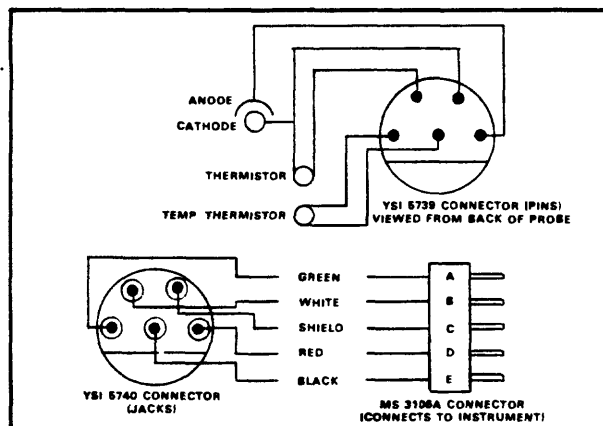 ANODE
CATHODE
THERMISTOR
TEMP THERMISTOR
YSI 5739 CONNECTOR (PINS)
VIEWED FROM BACK OF PROBE
GREEN
WHITE
SHIELD
RED
BLACK
A
B
C
D
E
YSI 5740 CONNECTOR
(JACKS)
MS 3106A CONNECTOR
(CONNECTS TO INSTRUMENT)